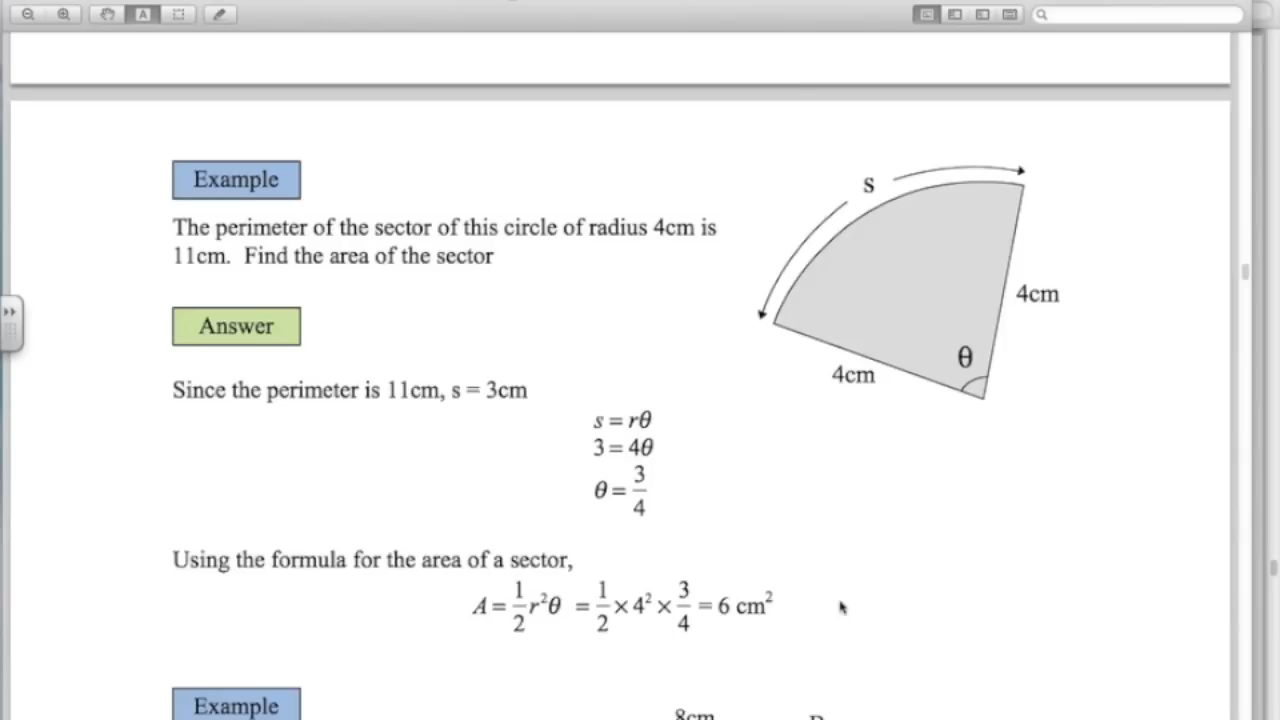 A
Example
The perimeter of the sector of this circle of radius 4cm is
11cm. Find the area of the sector
s
4cm
θ
4cm
Answer
Since the perimeter is 11cm, s = 3cm
s = rθ
3 = 4θ
θ = 3/4
Using the formula for the area of a sector,
A = 1/2 r²θ = 1/2 × 4² × 3/4 = 6 cm²
Example
8cm